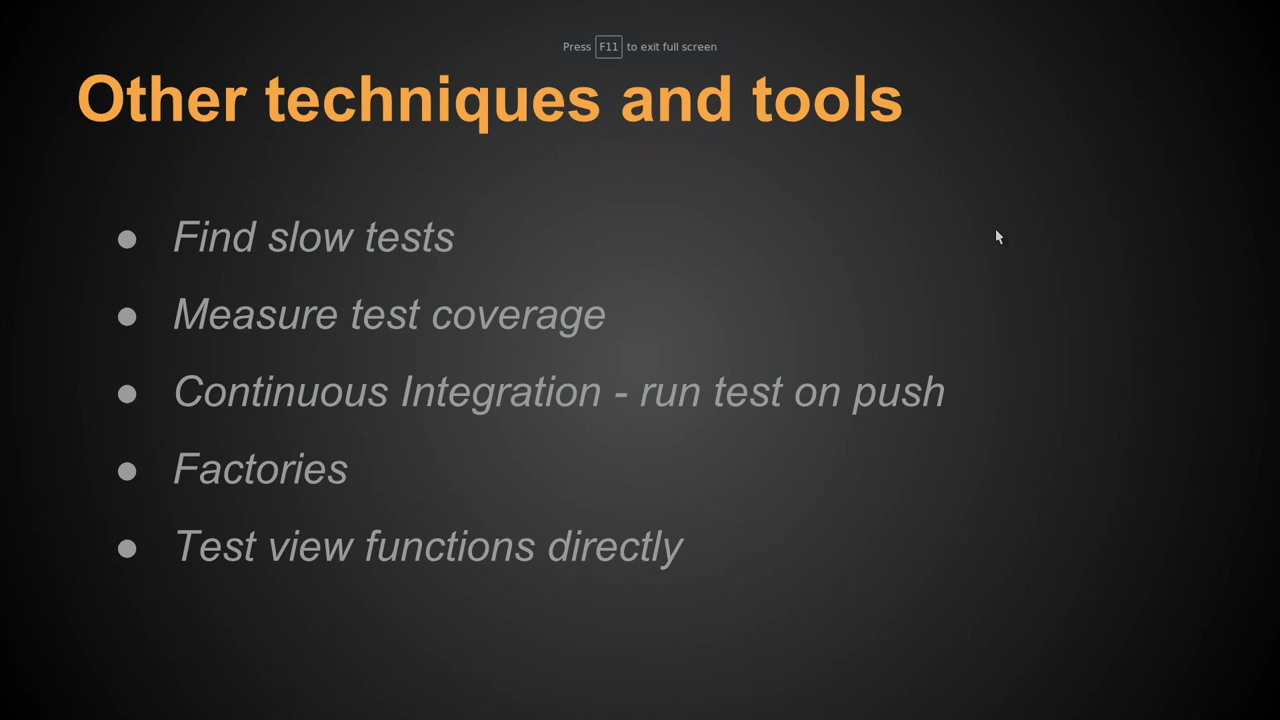 Press F11 to exit full screen
Other techniques and tools
● Find slow tests
● Measure test coverage
● Continuous Integration - run test on push
● Factories
● Test view functions directly